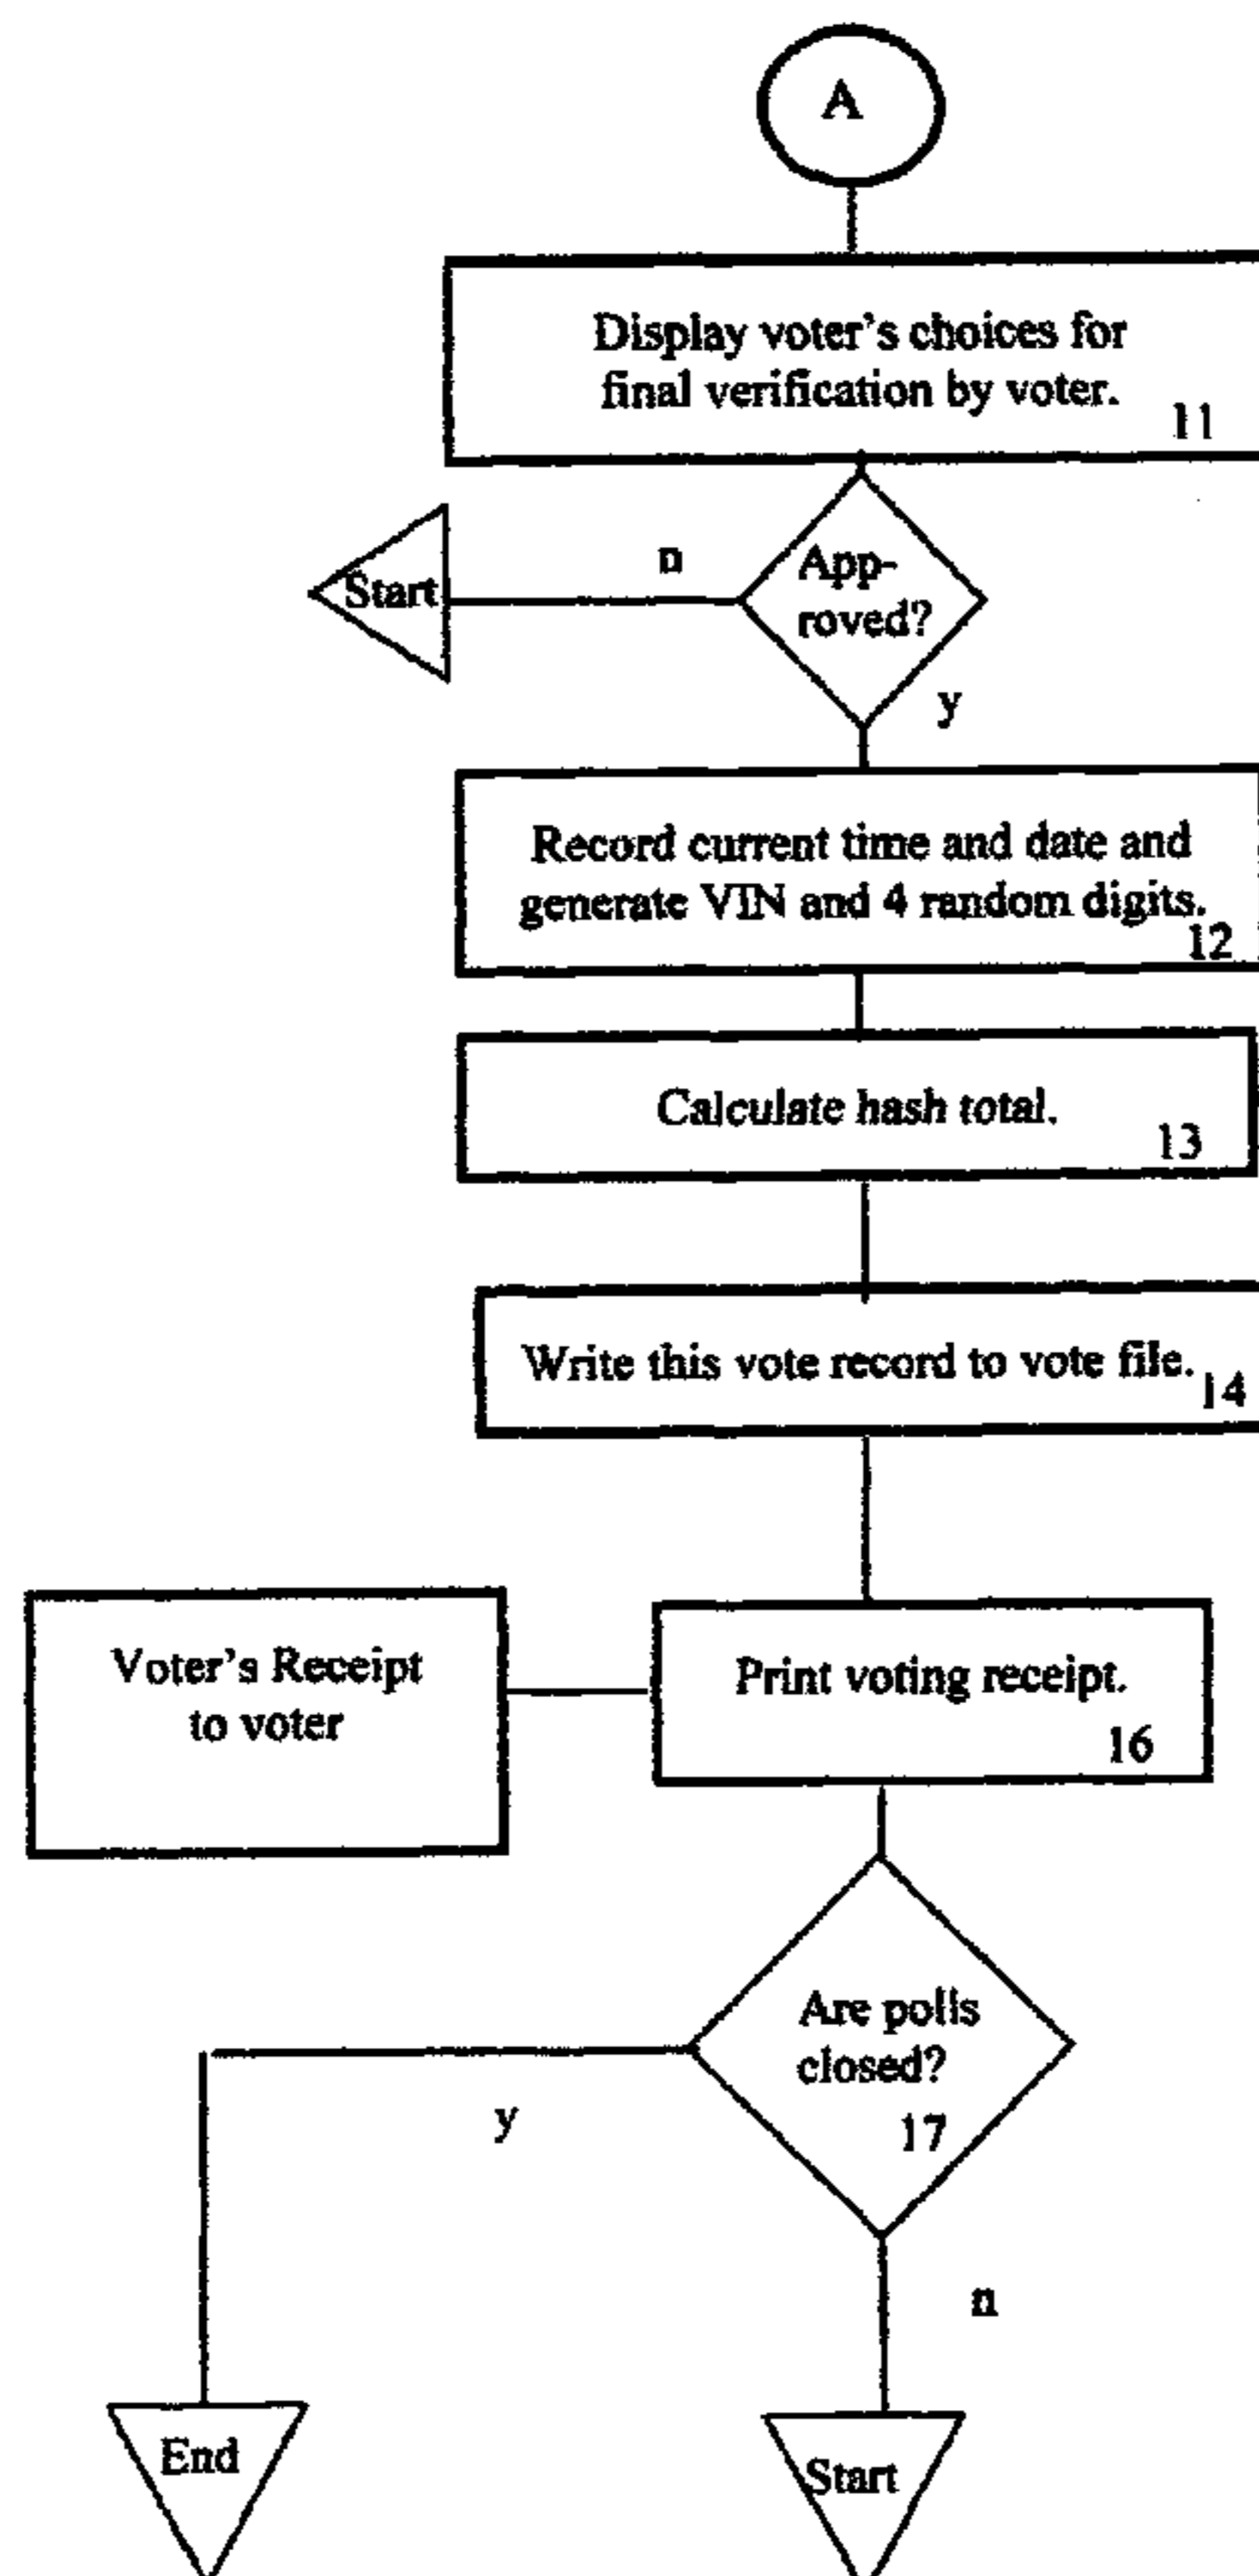 A
Display voter's choices for
final verification by voter.
11
App-
roved?
n
Start
y
Record current time and date and
generate VIN and 4 random digits.
12
Calculate hash total.
13
Write this vote record to vote file.
14
Voter's Receipt
to voter
Print voting receipt.
16
Are polls
closed?
17
y
n
End
Start